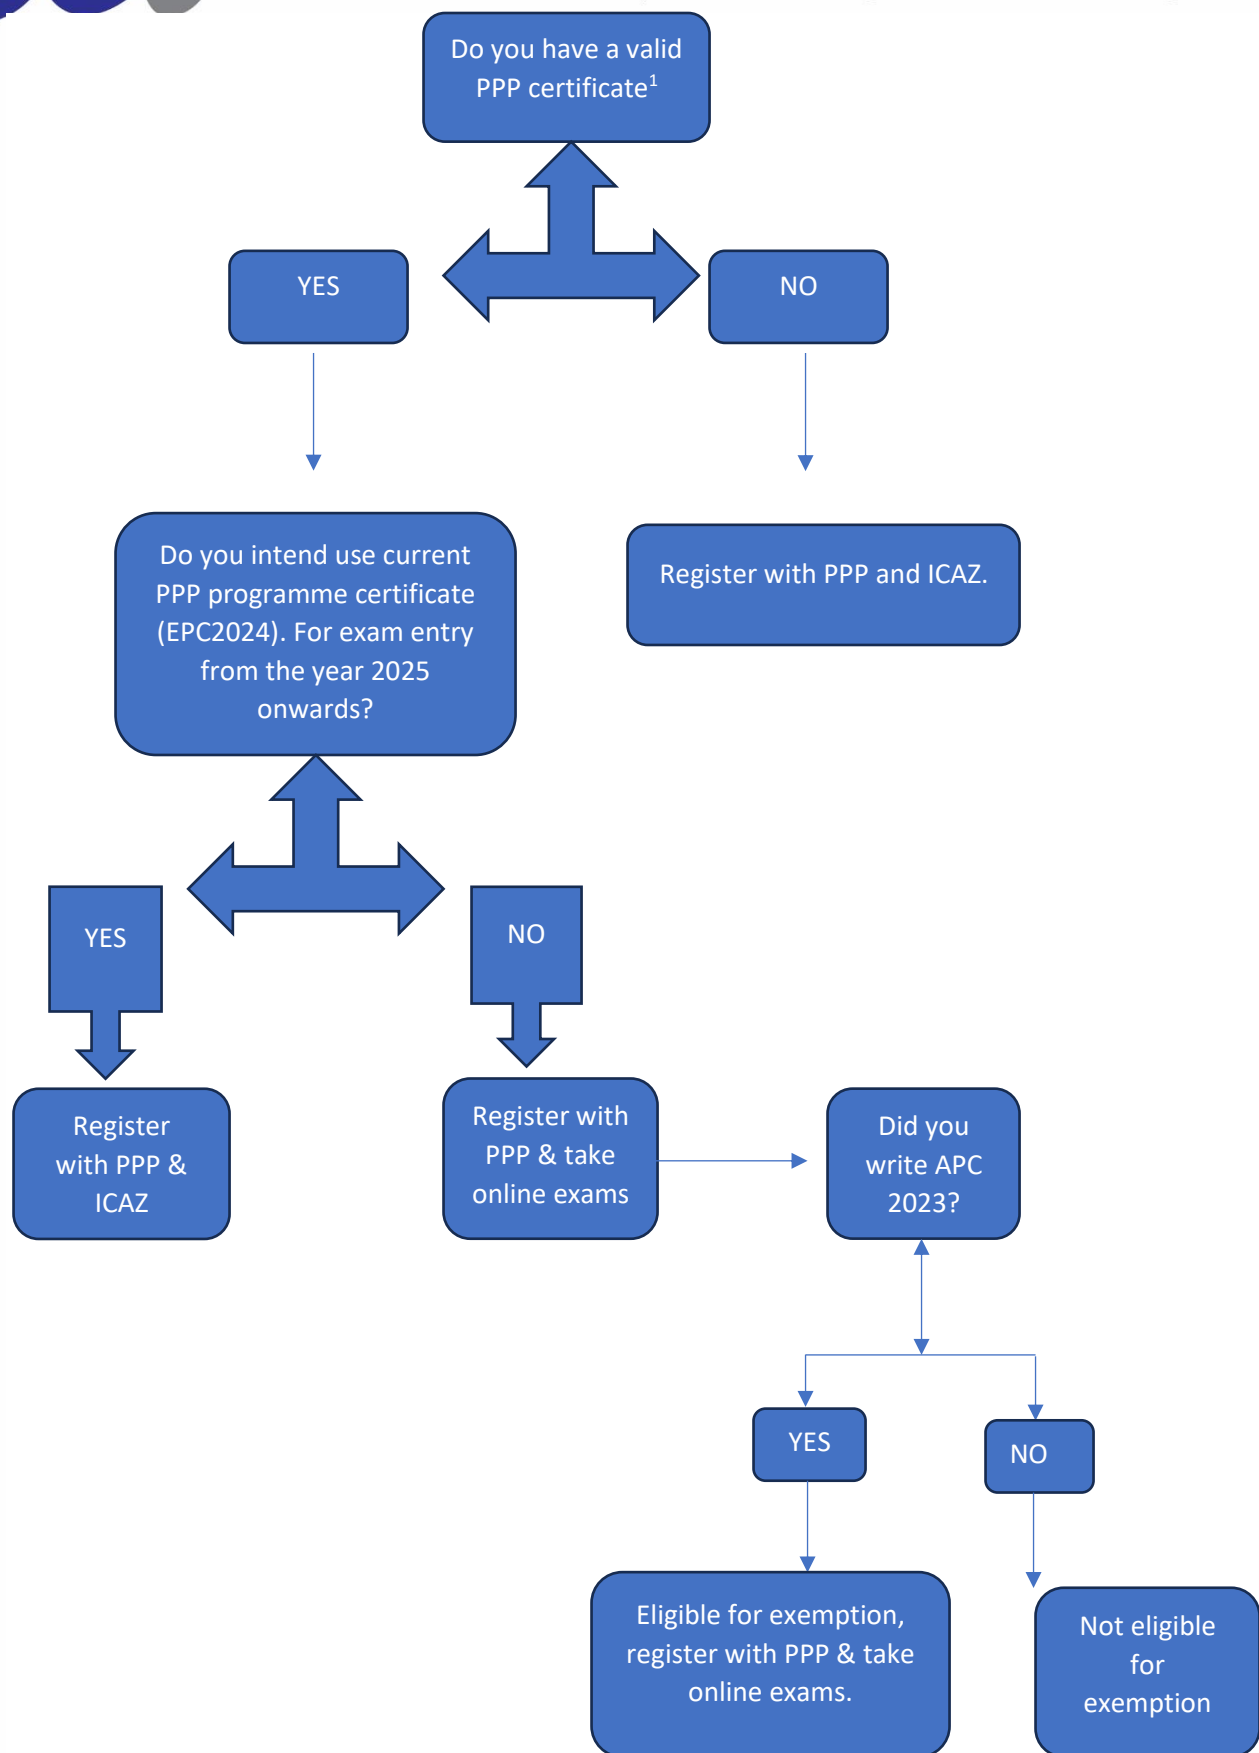 Do you have a valid
PPP certificate1
YES
NO
Do you intend use current
PPP programme certificate
(EPC2024). For exam entry
from the year 2025
onwards?
Register with PPP and ICAZ.
YES
NO
Register
with PPP &
ICAZ
Register with
PPP & take
online exams
Did you
write APC
2023?
YES
NO
Eligible for exemption,
register with PPP & take
online exams.
Not eligible
for
exemption